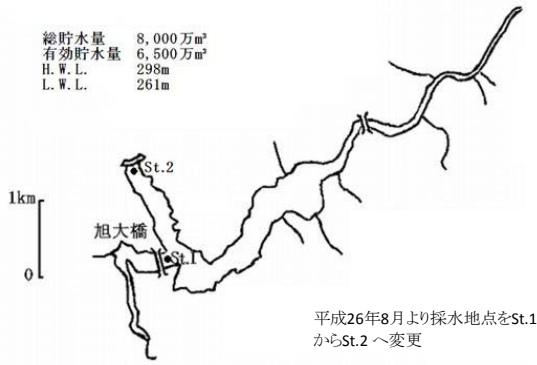 総貯水量 8,000万m³
有効貯水量 6,500万m³
H.W.L. 298m
L.W.L. 261m
St.2
1km
旭大橋
St.1
0
平成26年8月より採水地点をSt.1
からSt.2 へ変更